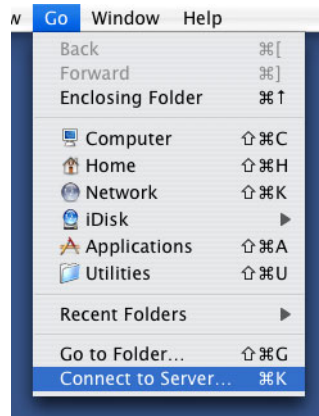 Go Window Help
Back ⌘[
Forward ⌘]
Enclosing Folder ⌘↑
Computer ⇧⌘C
Home ⇧⌘H
Network ⇧⌘K
iDisk ▶
Applications ⇧⌘A
Utilities ⇧⌘U
Recent Folders ▶
Go to Folder... ⇧⌘G
Connect to Server... ⌘K